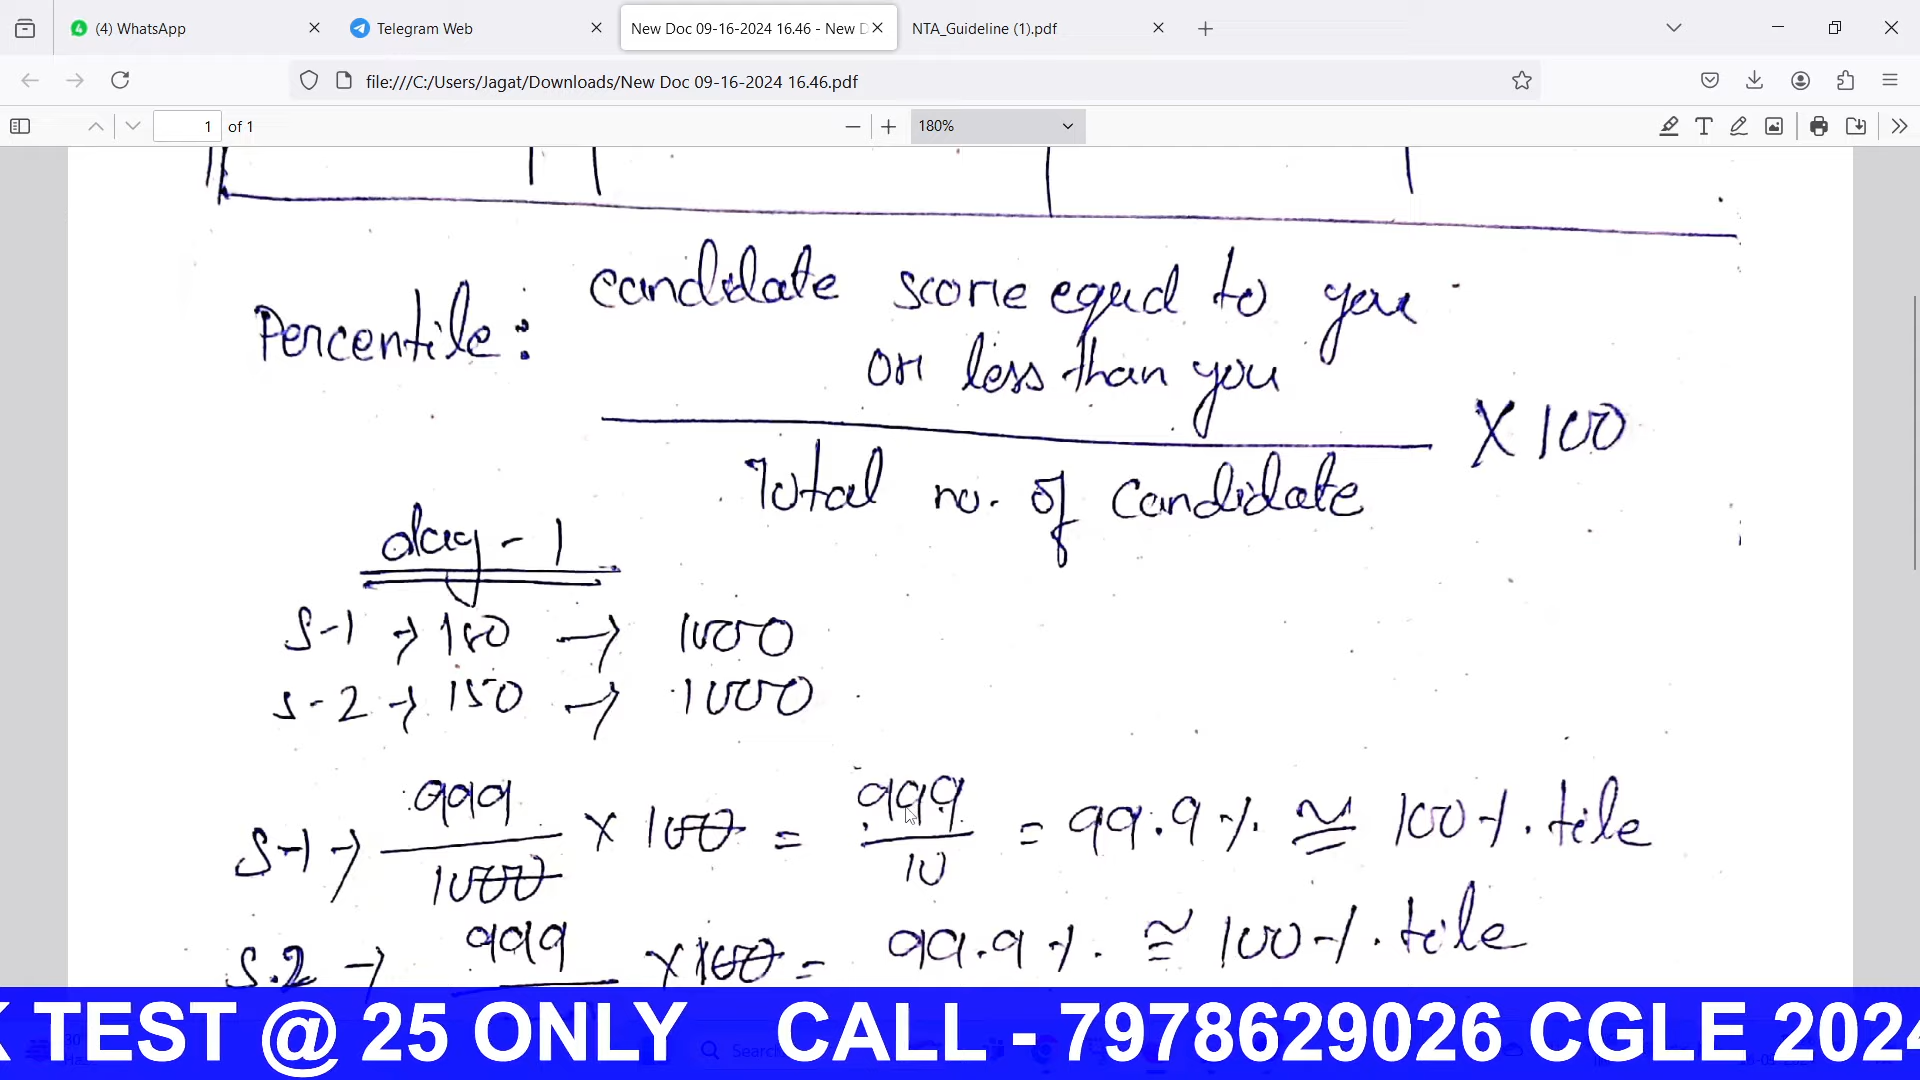 (4) WhatsApp
Telegram Web
New Doc 09-16-2024 16.46 - New D
NTA_Guideline (1).pdf
file:///C:/Users/Jagat/Downloads/New Doc 09-16-2024 16.46.pdf
1 of 1
180%
Percentile: candidate score equal to you
or less than you
X 100
Total no. of candidate
day - 1
S-1 → 180 → 1000
S-2 → 150 → 1000
S-1 → 999 / 1000 X 100 = 999 / 10 = 99.9 % ≅ 100 % .tile
S.2 → 999 X 100 = 99.9 % . ≅ 100 % . tile
K TEST @ 25 ONLY CALL - 7978629026 CGLE 2024